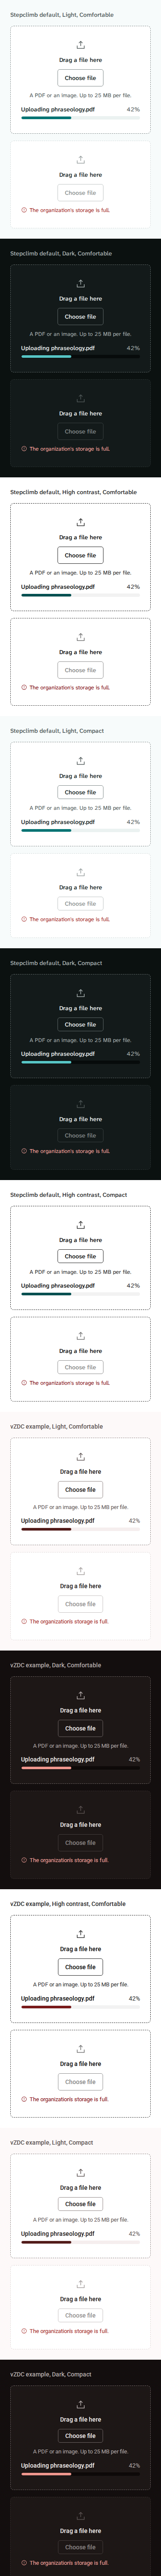 Stepclimb default, Light, Comfortable
Drag a file here
Choose file
A PDF or an image. Up to 25 MB per file.
Uploading phraseology.pdf 42%
Drag a file here
Choose file
The organization's storage is full.
Stepclimb default, Dark, Comfortable
Drag a file here
Choose file
A PDF or an image. Up to 25 MB per file.
Uploading phraseology.pdf 42%
Drag a file here
Choose file
The organization's storage is full.
Stepclimb default, High contrast, Comfortable
Drag a file here
Choose file
A PDF or an image. Up to 25 MB per file.
Uploading phraseology.pdf 42%
Drag a file here
Choose file
The organization's storage is full.
Stepclimb default, Light, Compact
Drag a file here
Choose file
A PDF or an image. Up to 25 MB per file.
Uploading phraseology.pdf 42%
Drag a file here
Choose file
The organization's storage is full.
Stepclimb default, Dark, Compact
Drag a file here
Choose file
A PDF or an image. Up to 25 MB per file.
Uploading phraseology.pdf 42%
Drag a file here
Choose file
The organization's storage is full.
Stepclimb default, High contrast, Compact
Drag a file here
Choose file
A PDF or an image. Up to 25 MB per file.
Uploading phraseology.pdf 42%
Drag a file here
Choose file
The organization's storage is full.
vZDC example, Light, Comfortable
Drag a file here
Choose file
A PDF or an image. Up to 25 MB per file.
Uploading phraseology.pdf 42%
Drag a file here
Choose file
The organization's storage is full.
vZDC example, Dark, Comfortable
Drag a file here
Choose file
A PDF or an image. Up to 25 MB per file.
Uploading phraseology.pdf 42%
Drag a file here
Choose file
The organization's storage is full.
vZDC example, High contrast, Comfortable
Drag a file here
Choose file
A PDF or an image. Up to 25 MB per file.
Uploading phraseology.pdf 42%
Drag a file here
Choose file
The organization's storage is full.
vZDC example, Light, Compact
Drag a file here
Choose file
A PDF or an image. Up to 25 MB per file.
Uploading phraseology.pdf 42%
Drag a file here
Choose file
The organization's storage is full.
vZDC example, Dark, Compact
Drag a file here
Choose file
A PDF or an image. Up to 25 MB per file.
Uploading phraseology.pdf 42%
Drag a file here
Choose file
The organization's storage is full.